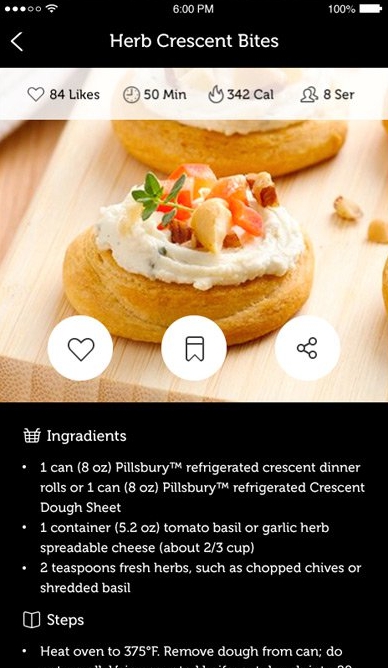 6:00 PM
100%
Herb Crescent Bites
84 Likes
50 Min
342 Cal
8 Ser
Ingradients
• 1 can (8 oz) Pillsbury™ refrigerated crescent dinner
rolls or 1 can (8 oz) Pillsbury™ refrigerated Crescent
Dough Sheet
• 1 container (5.2 oz) tomato basil or garlic herb
spreadable cheese (about 2/3 cup)
• 2 teaspoons fresh herbs, such as chopped chives or
shredded basil
Steps
• Heat oven to 375°F. Remove dough from can; do